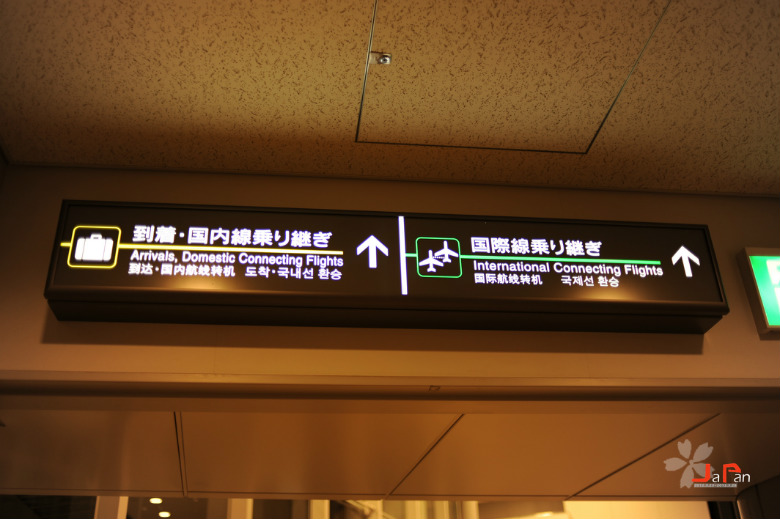 到着・国内線乗り継ぎ
Arrivals, Domestic Connecting Flights
到达・国内航线转机 도착・국내선 환승
国際線乗り継ぎ
International Connecting Flights
国际航线转机 국제선 환승
JaPan